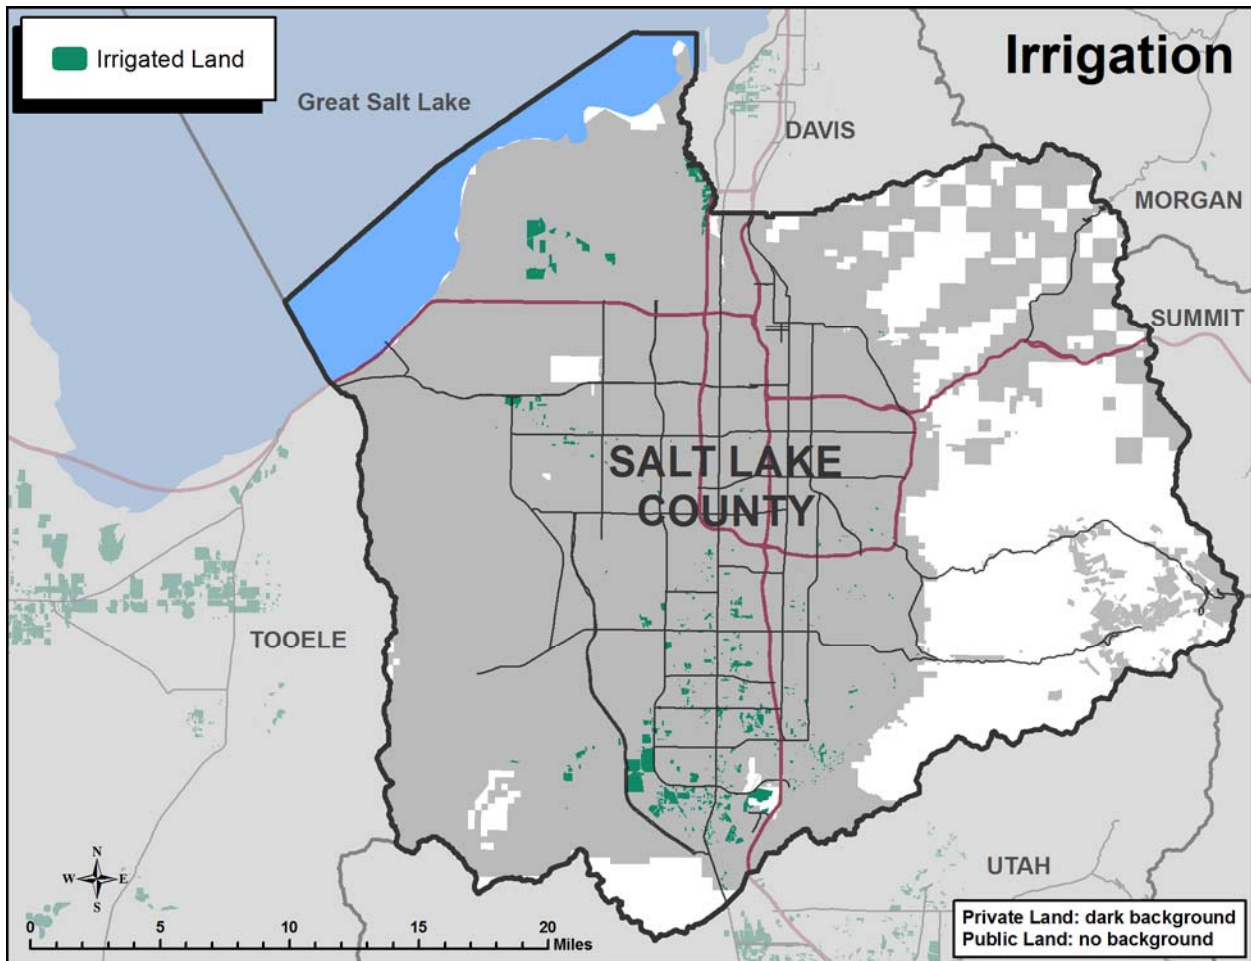 Irrigated Land
Irrigation
Great Salt Lake
DAVIS
MORGAN
SUMMIT
SALT LAKE
COUNTY
TOOELE
UTAH
N
W E
S
0 5 10 15 20
Miles
Private Land: dark background
Public Land: no background